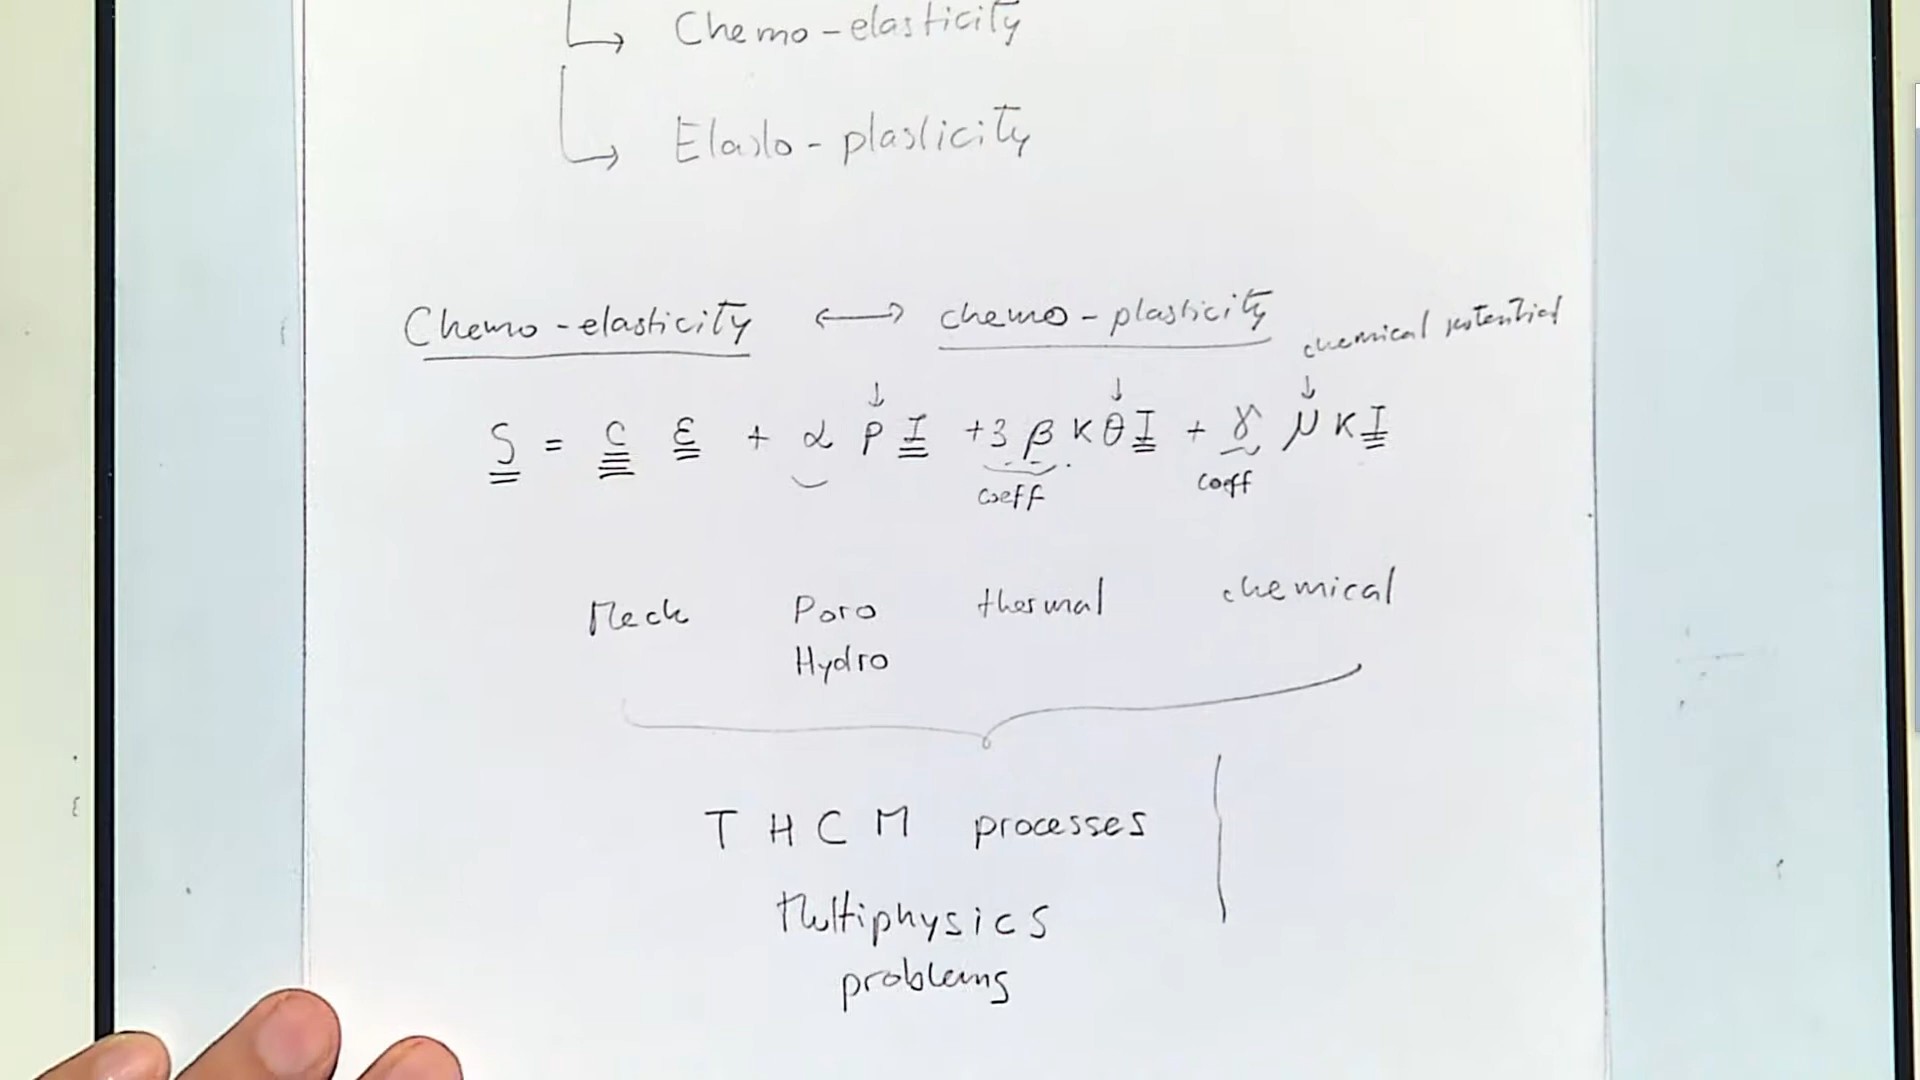 ↳ Chemo-elasticity
↳ Elasto-plasticity
Chemo-elasticity ⟷ chemo-plasticity
chemical potential
S = C ε + α p I + 3 β K θ I + γ μ K I
coeff coeff
Mech Poro thermal chemical
Hydro
T H C M processes
Multiphysics
problems